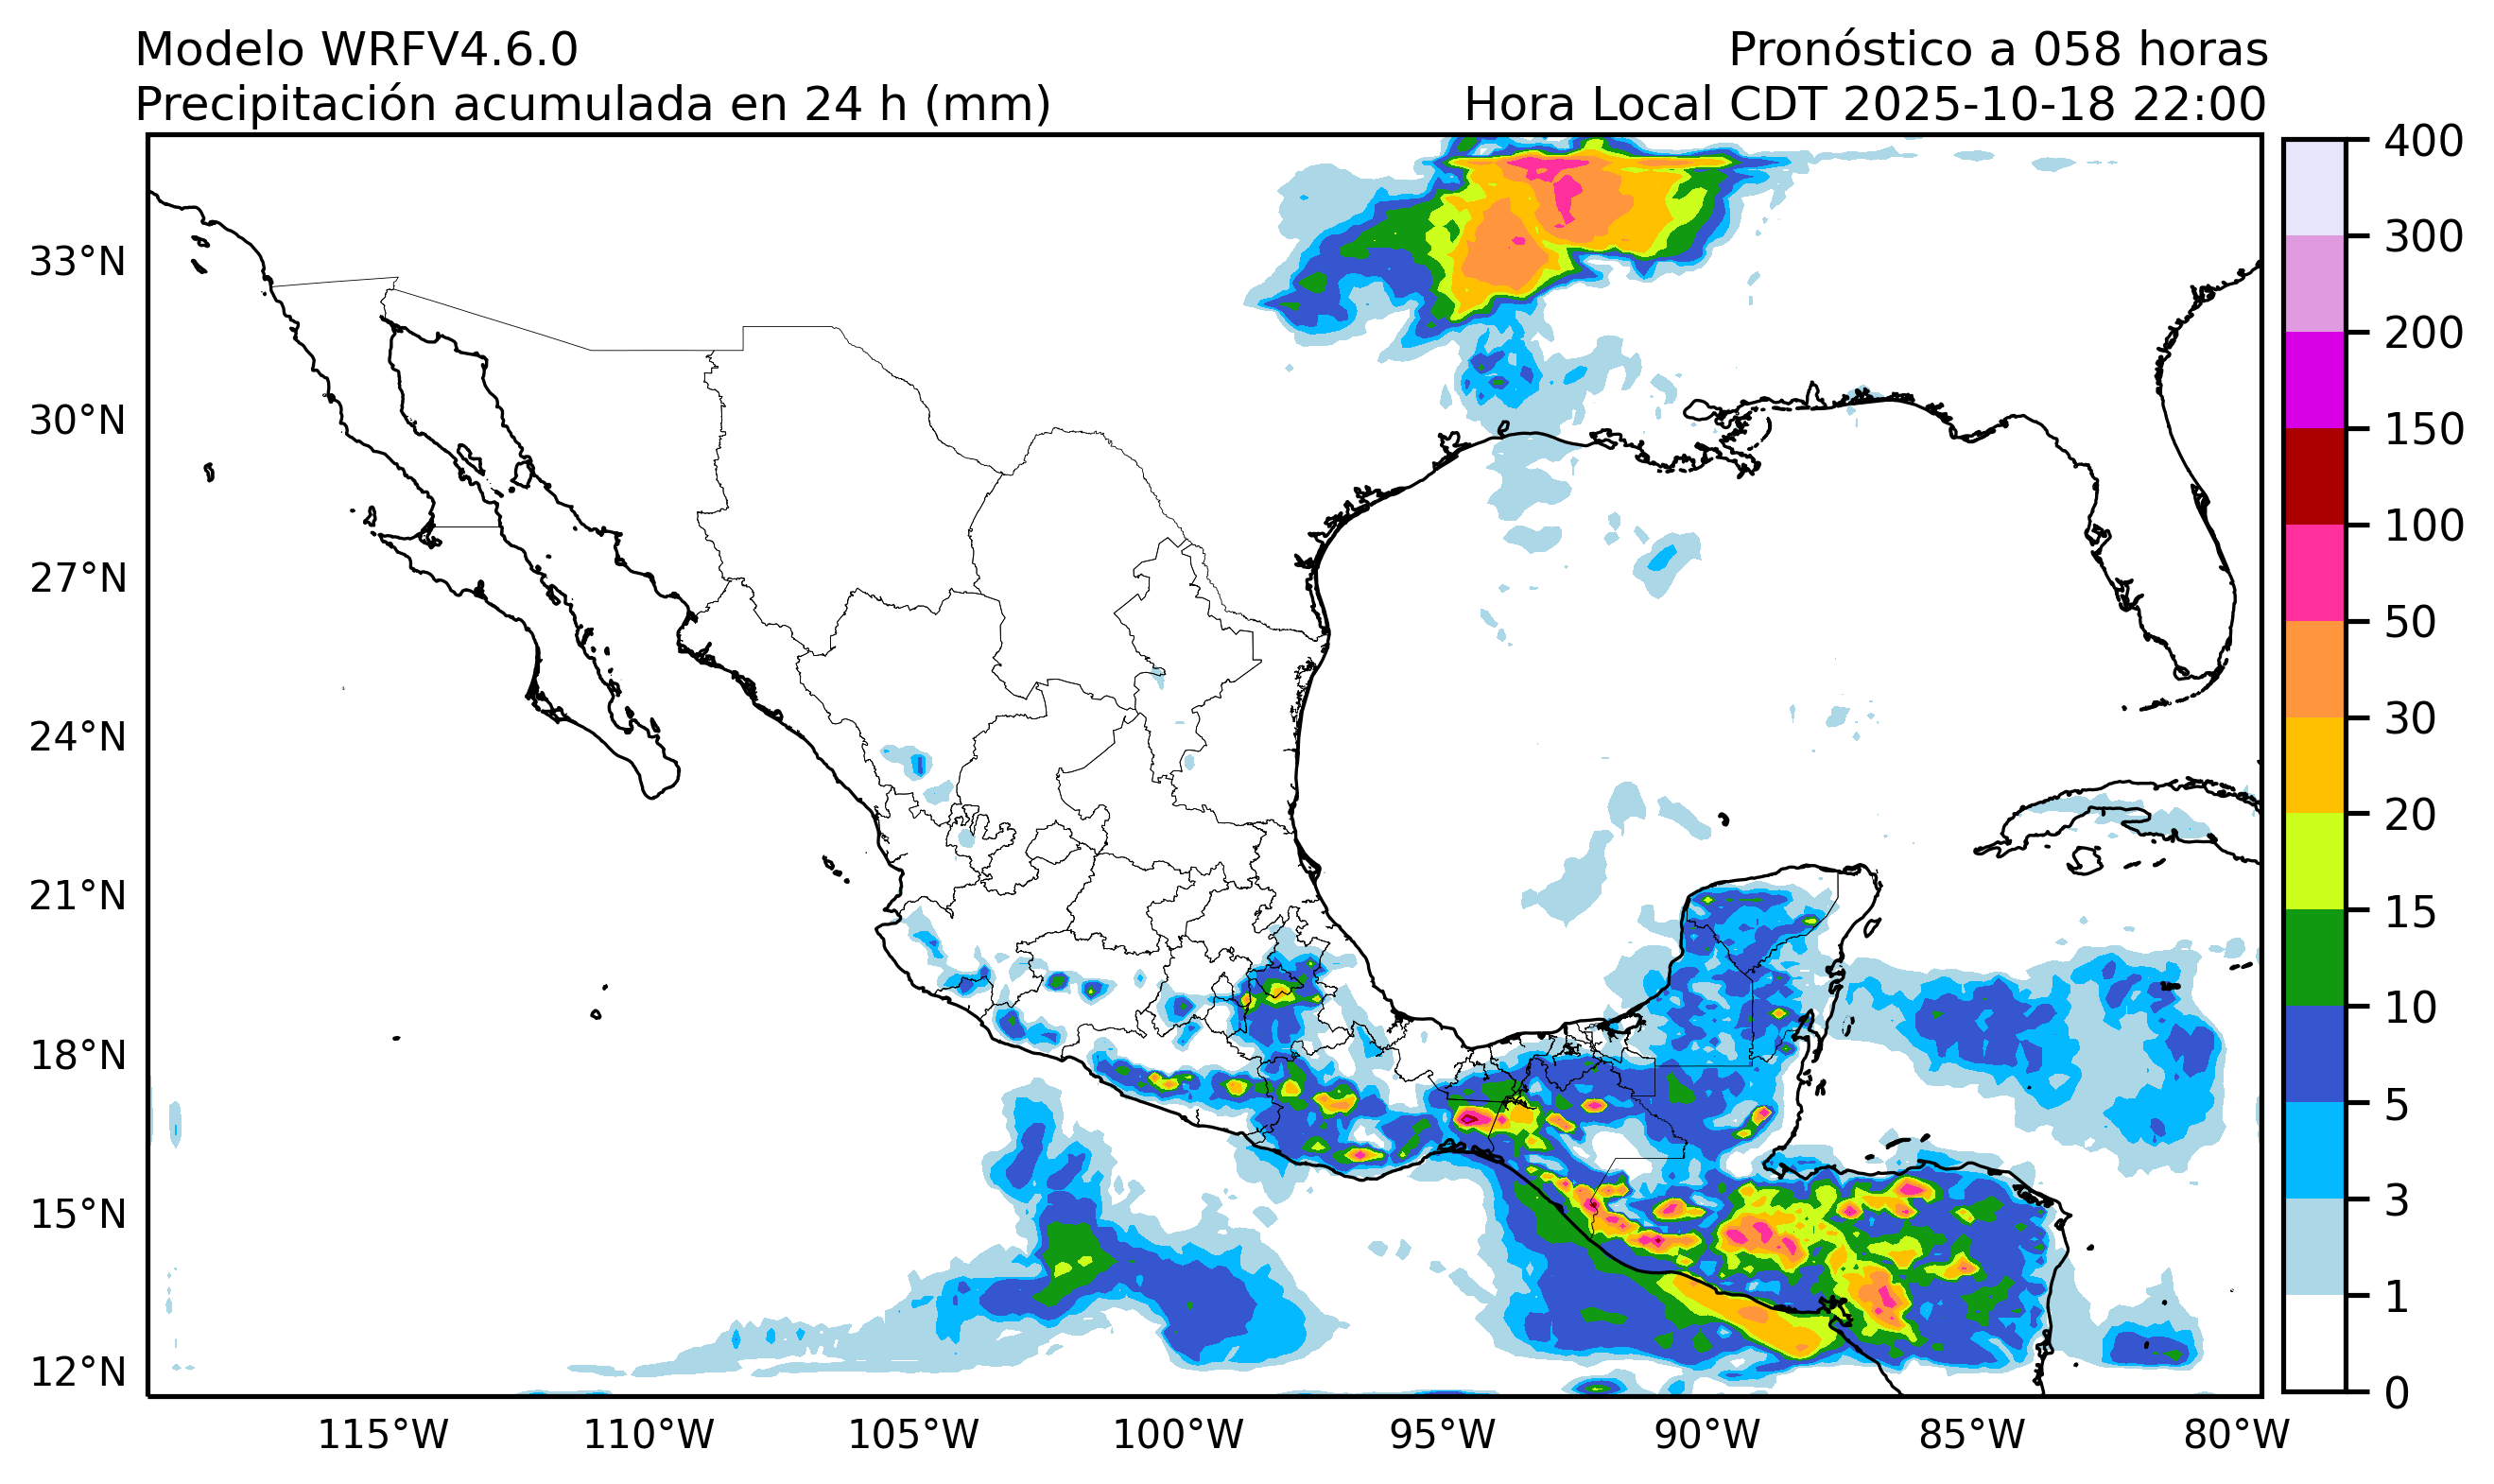 Modelo WRFV4.6.0
Pronóstico a 058 horas
Precipitación acumulada en 24 h (mm)
Hora Local CDT 2025-10-18 22:00
33°N
30°N
27°N
24°N
21°N
18°N
15°N
12°N
115°W
110°W
105°W
100°W
95°W
90°W
85°W
80°W
400
300
200
150
100
50
30
20
15
10
5
3
1
0